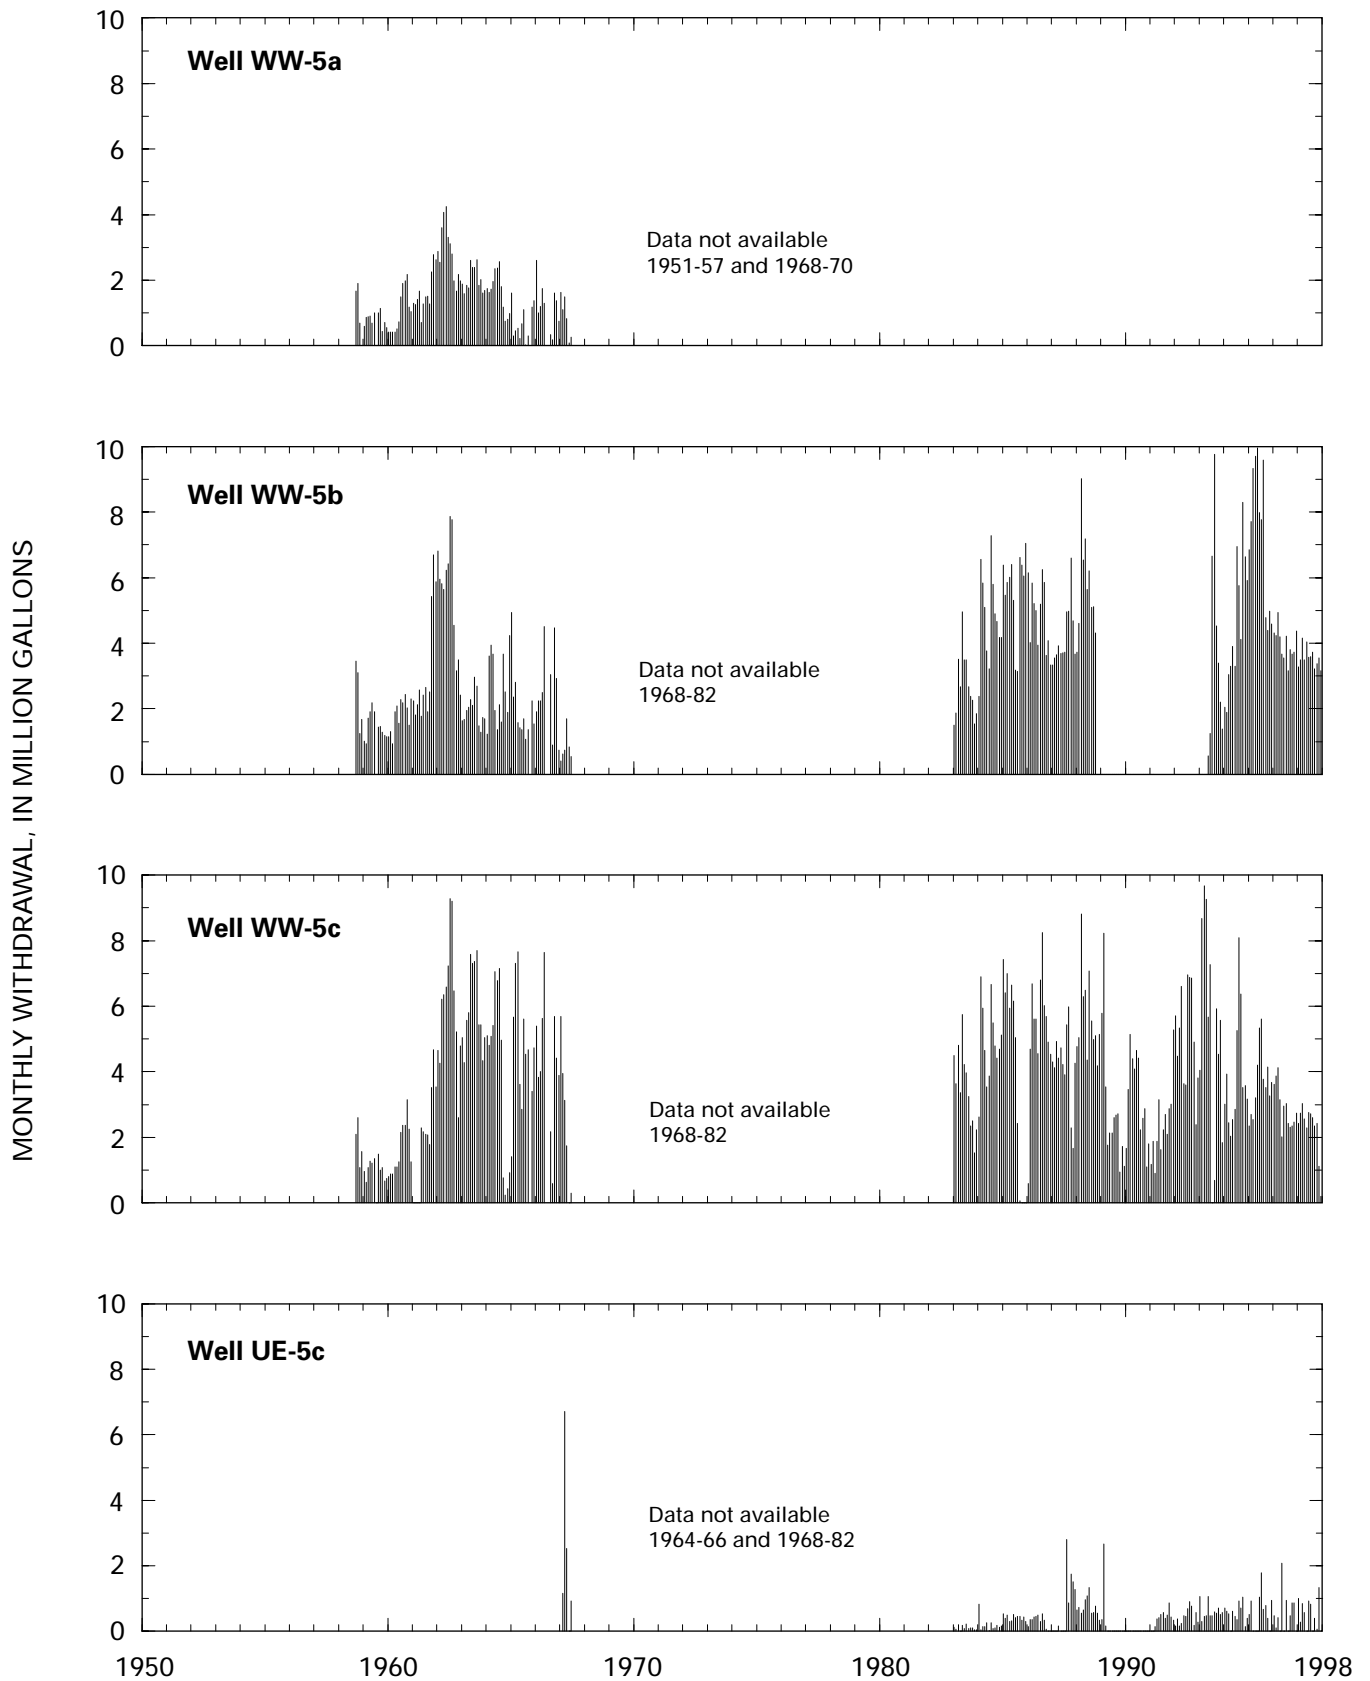 MONTHLY WITHDRAWAL, IN MILLION GALLONS
10
8
6
4
2
0
Well WW-5a
Data not available
1951-57 and 1968-70
10
8
6
4
2
0
Well WW-5b
Data not available
1968-82
10
8
6
4
2
0
Well WW-5c
Data not available
1968-82
10
8
6
4
2
0
Well UE-5c
Data not available
1964-66 and 1968-82
1950 1960 1970 1980 1990 1998